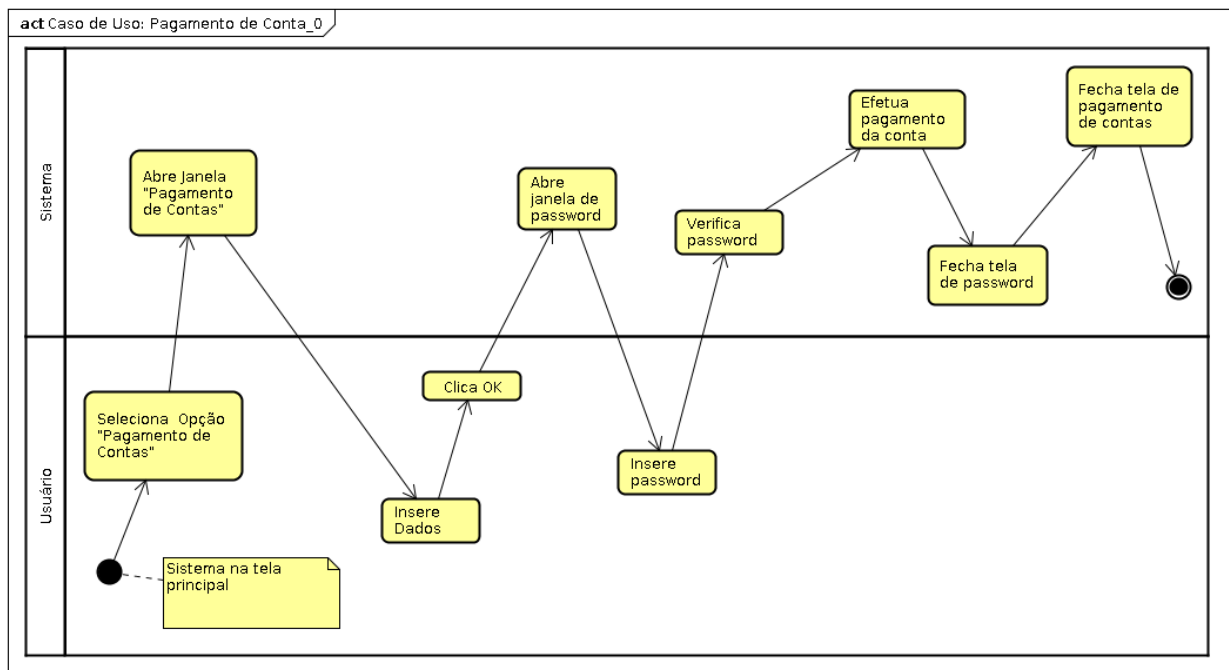 act Caso de Uso: Pagamento de Conta_0
Sistema
Abre Janela
"Pagamento
de Contas"
Abre
janela de
password
Verifica
password
Efetua
pagamento
da conta
Fecha tela
de password
Fecha tela de
pagamento
de contas
Usuário
Seleciona  Opção
"Pagamento de
Contas"
Sistema na tela
principal
Insere
Dados
Clica OK
Insere
password